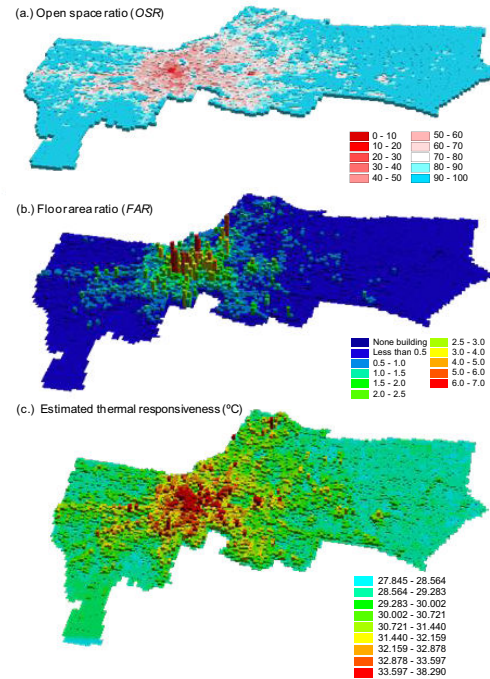 (a.) Open space ratio (OSR)
0 - 10 50 - 60
10 - 20 60 - 70
20 - 30 70 - 80
30 - 40 80 - 90
40 - 50 90 - 100
(b.) Floor area ratio (FAR)
None building 2.5 - 3.0
Less than 0.5 3.0 - 4.0
0.5 - 1.0 4.0 - 5.0
1.0 - 1.5 5.0 - 6.0
1.5 - 2.0 6.0 - 7.0
2.0 - 2.5
(c.) Estimated thermal responsiveness (ºC)
27.845 - 28.564
28.564 - 29.283
29.283 - 30.002
30.002 - 30.721
30.721 - 31.440
31.440 - 32.159
32.159 - 32.878
32.878 - 33.597
33.597 - 38.290